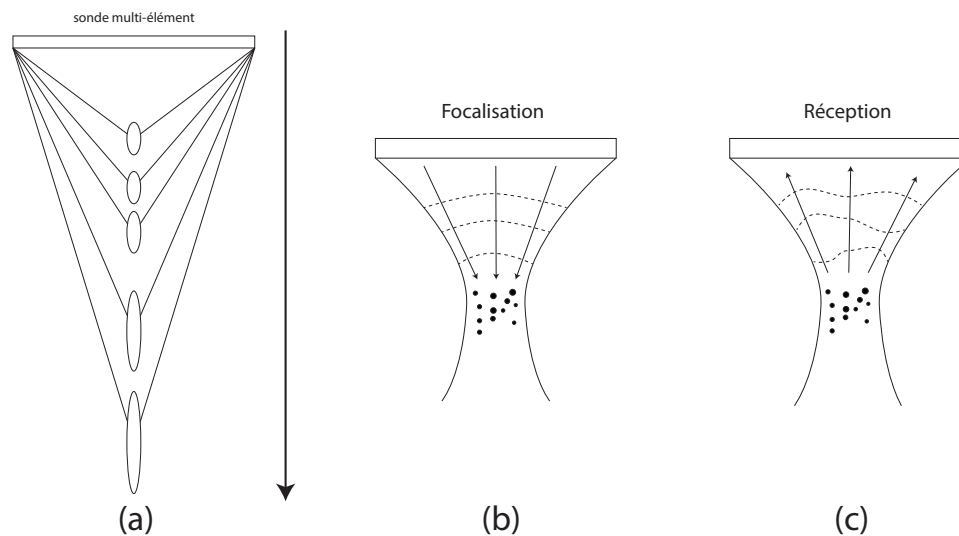 sonde multi-élément
Focalisation
Réception
(a)
(b)
(c)